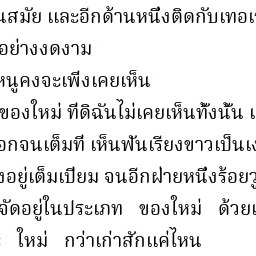 นสมัย และอีกด้านหนึ่งติดกับเทอเ
อย่างงดงาม
หนูคงจะเพิ่งเคยเห็น
ของใหม่ ที่ดิฉันไม่เคยเห็นทั้งนั้น เ
อกจนเต็มที่ เห็นฟันเรียงขาวเป็นเง
งอยู่เต็มเปี่ยม จนอีกฝ่ายหนึ่งร้อยวู
จัดอยู่ในประเภท ของใหม่ ด้วยเ
ใหม่ กว่าเก่าสักแค่ไหน